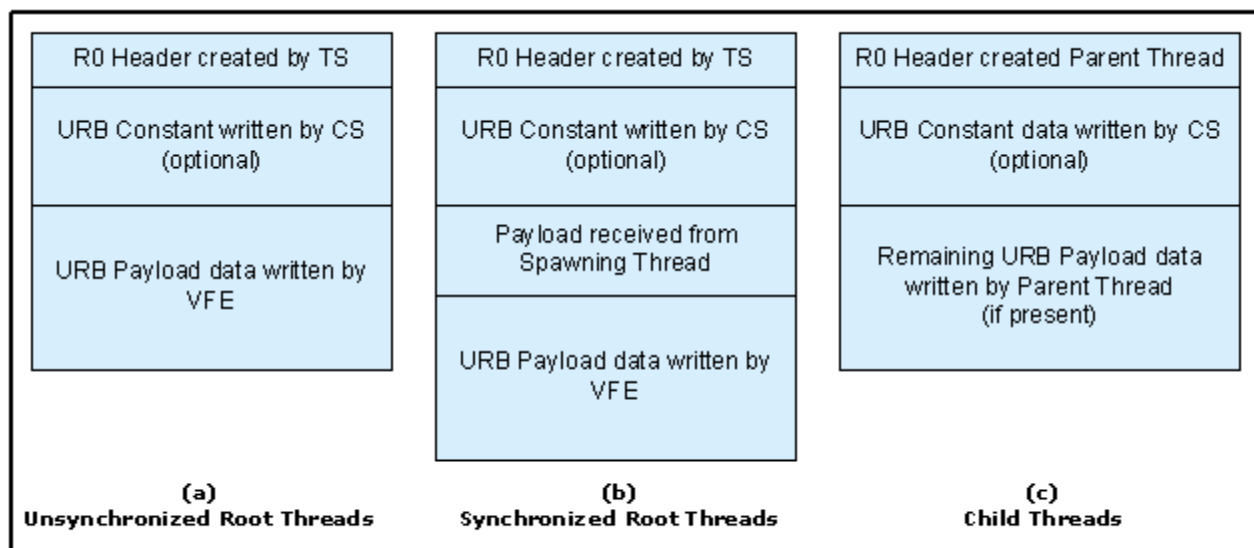 R0 Header created by TS
URB Constant written by CS
(optional)
URB Payload data written by
VFE
(a)
Unsynchronized Root Threads
R0 Header created by TS
URB Constant written by CS
(optional)
Payload received from
Spawning Thread
URB Payload data written by
VFE
(b)
Synchronized Root Threads
R0 Header created Parent Thread
URB Constant data written by CS
(optional)
Remaining URB Payload data
written by Parent Thread
(if present)
(c)
Child Threads